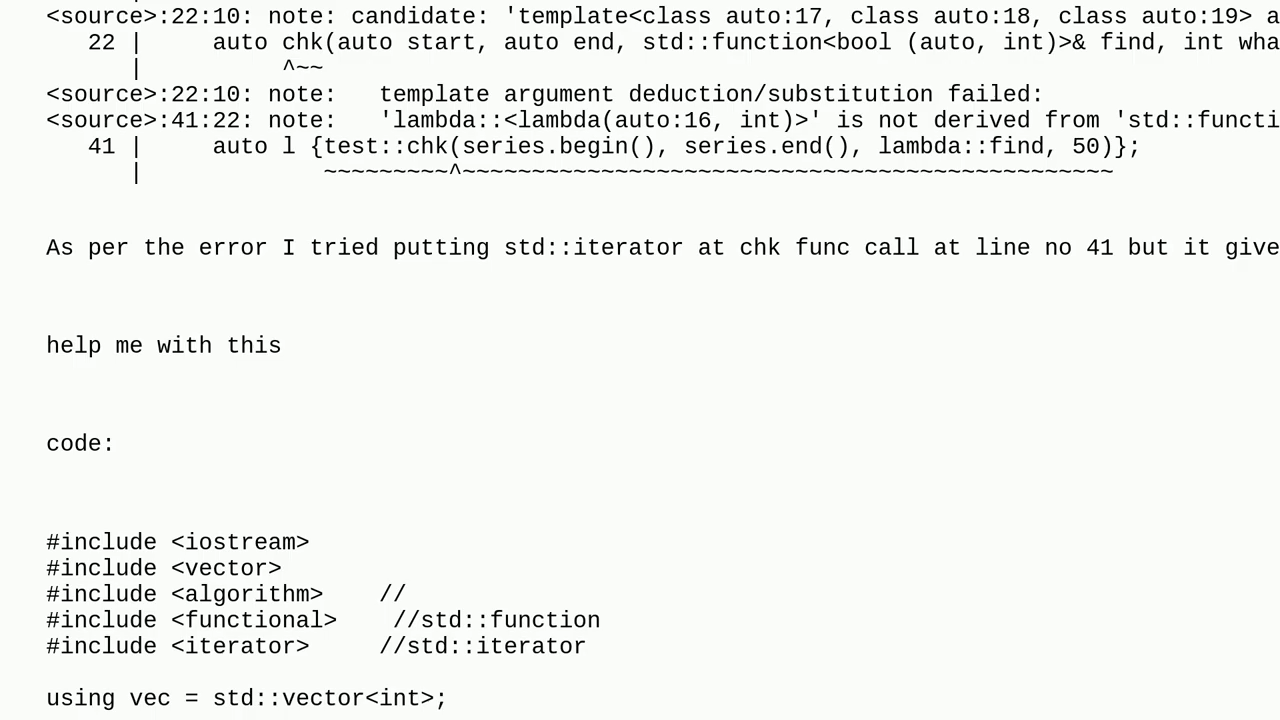 <source>:22:10: note: candidate: 'template<class auto:17, class auto:18, class auto:19> a
   22 |     auto chk(auto start, auto end, std::function<bool (auto, int)>& find, int wha
      |          ^~~
<source>:22:10: note:   template argument deduction/substitution failed:
<source>:41:22: note:   'lambda::<lambda(auto:16, int)>' is not derived from 'std::functi
   41 |     auto l {test::chk(series.begin(), series.end(), lambda::find, 50)};
      |             ~~~~~~~~~^~~~~~~~~~~~~~~~~~~~~~~~~~~~~~~~~~~~~~~~~~~~~~~
As per the error I tried putting std::iterator at chk func call at line no 41 but it give
help me with this
code:
#include <iostream>
#include <vector>
#include <algorithm>    //
#include <functional>    //std::function
#include <iterator>     //std::iterator
using vec = std::vector<int>;